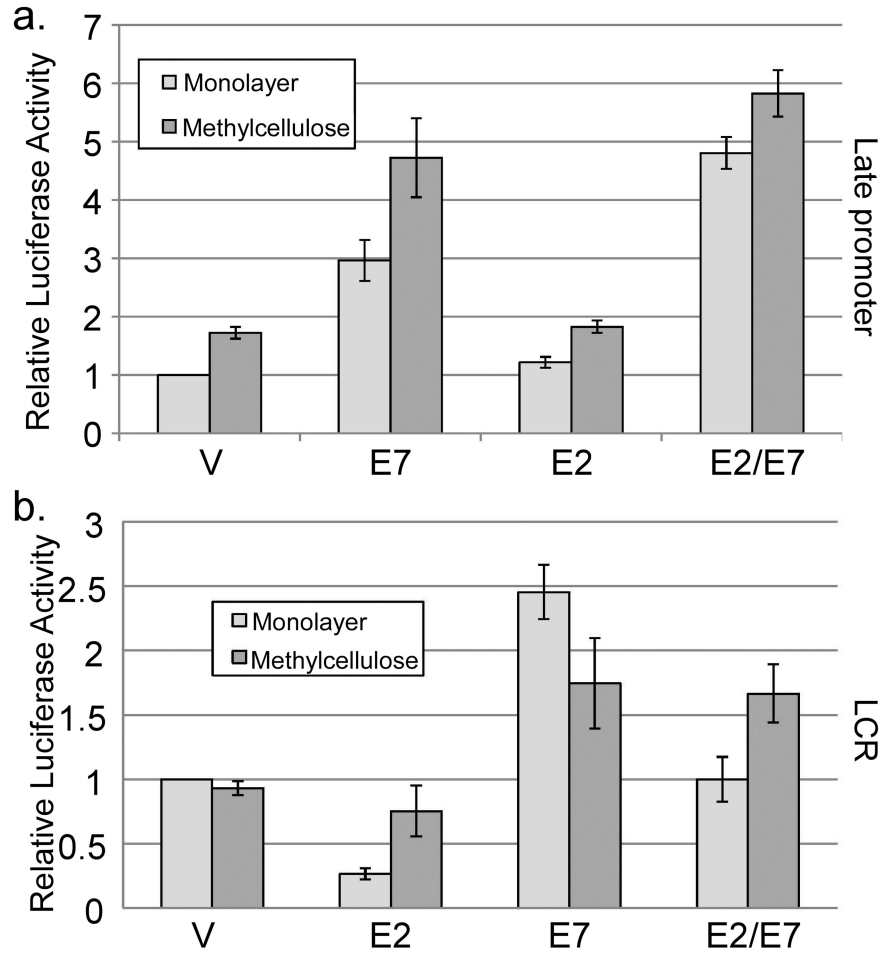 a.
Relative Luciferase Activity
7
6
5
4
3
2
1
0
Monolayer
Methylcellulose
V
E7
E2
E2/E7
Late promoter
b.
Relative Luciferase Activity
3
2.5
2
1.5
1
0.5
0
Monolayer
Methylcellulose
V
E2
E7
E2/E7
LCR